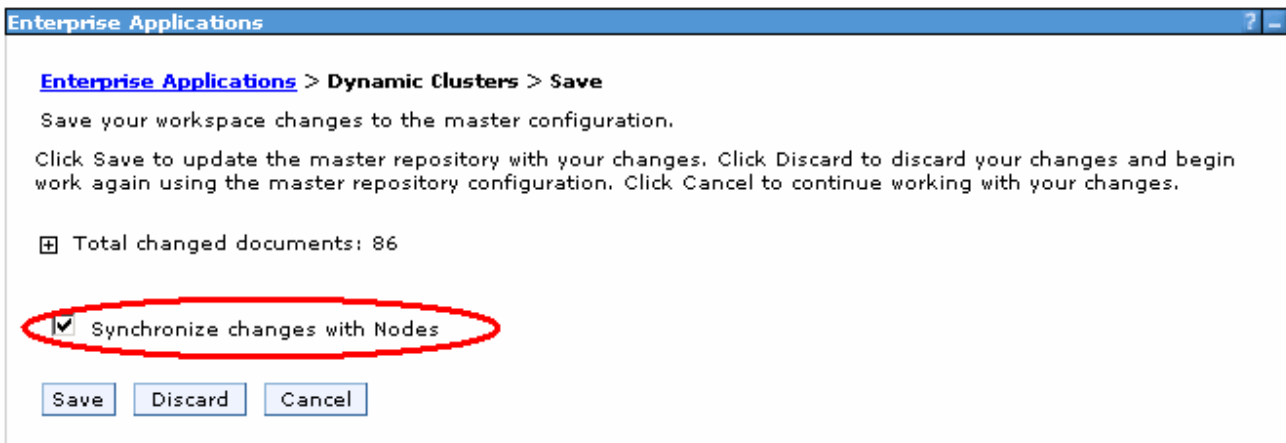 Enterprise Applications ? –
Enterprise Applications > Dynamic Clusters > Save
Save your workspace changes to the master configuration.
Click Save to update the master repository with your changes. Click Discard to discard your changes and begin
work again using the master repository configuration. Click Cancel to continue working with your changes.
Total changed documents: 86
Synchronize changes with Nodes
Save Discard Cancel